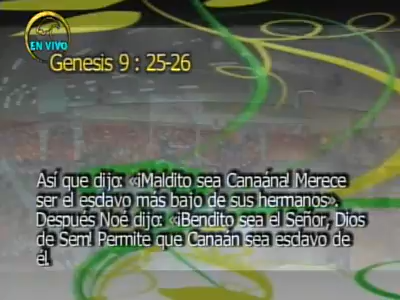 EN VIVO
Genesis 9 : 25-26
Así que dijo: «¡Maldito sea Canaána! Merece
ser el esclavo más bajo de sus hermanos».
Después Noé dijo: «¡Bendito sea el Señor, Dios
de Sem! Permite que Canaán sea esclavo de
él.